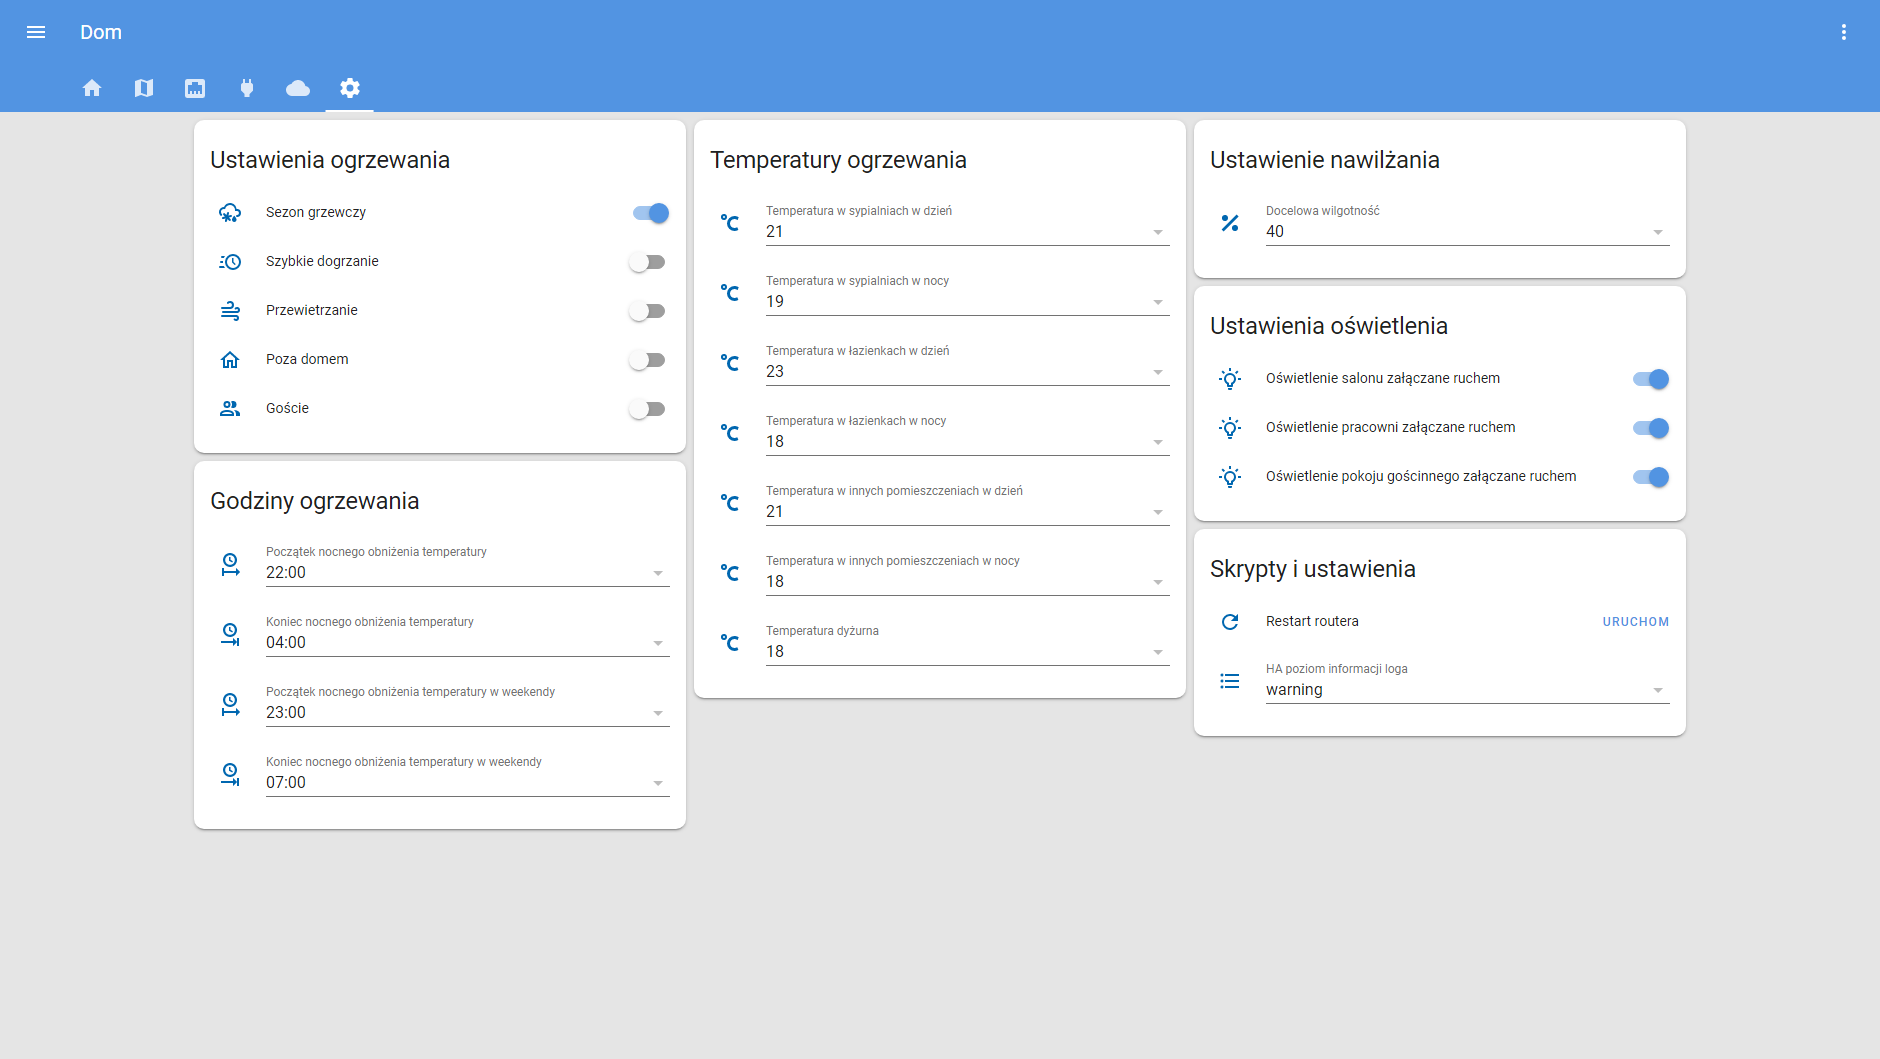 Dom
Ustawienia ogrzewania
Sezon grzewczy
Szybkie dogrzanie
Przewietrzanie
Poza domem
Goście
Godziny ogrzewania
Początek nocnego obniżenia temperatury
22:00
Koniec nocnego obniżenia temperatury
04:00
Początek nocnego obniżenia temperatury w weekendy
23:00
Koniec nocnego obniżenia temperatury w weekendy
07:00
Temperatury ogrzewania
Temperatura w sypialniach w dzień
°C
21
Temperatura w sypialniach w nocy
°C
19
Temperatura w łazienkach w dzień
°C
23
Temperatura w łazienkach w nocy
°C
18
Temperatura w innych pomieszczeniach w dzień
°C
21
Temperatura w innych pomieszczeniach w nocy
°C
18
Temperatura dyżurna
°C
18
Ustawienie nawilżania
Docelowa wilgotność
%
40
Ustawienia oświetlenia
Oświetlenie salonu załączane ruchem
Oświetlenie pracowni załączane ruchem
Oświetlenie pokoju gościnnego załączane ruchem
Skrypty i ustawienia
Restart routera URUCHOM
HA poziom informacji loga
warning